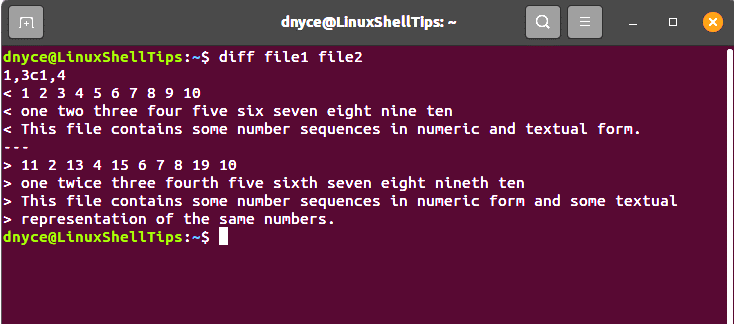 dnyce@LinuxShellTips: ~
dnyce@LinuxShellTips:~$ diff file1 file2
1,3c1,4
< 1 2 3 4 5 6 7 8 9 10
< one two three four five six seven eight nine ten
< This file contains some number sequences in numeric and textual form.
---
> 11 2 13 4 15 6 7 8 19 10
> one twice three fourth five sixth seven eight nineth ten
> This file contains some number sequences in numeric form and some textual
> representation of the same numbers.
dnyce@LinuxShellTips:~$